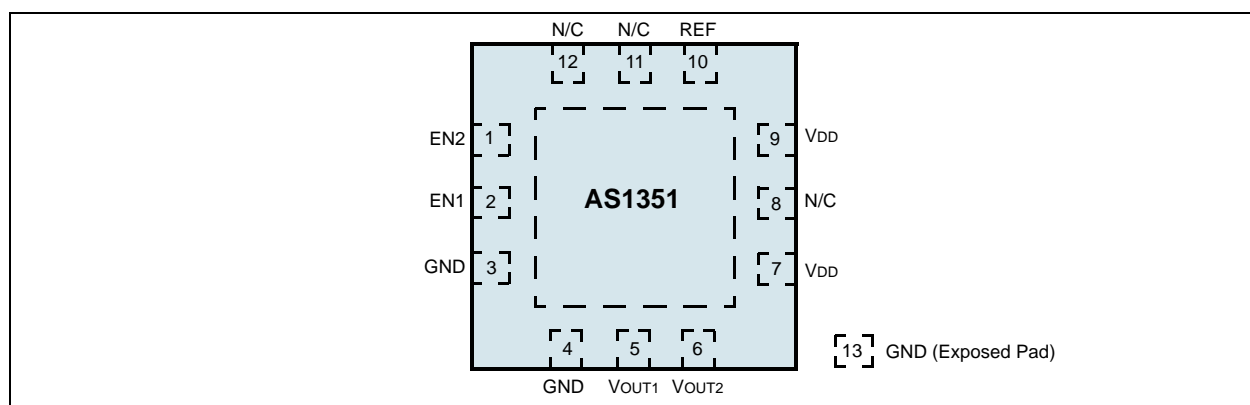 N/C N/C REF
12 11 10
EN2 1 9 VDD
EN1 2 AS1351 8 N/C
GND 3 7 VDD
4 5 6
13 GND (Exposed Pad)
GND VOUT1 VOUT2